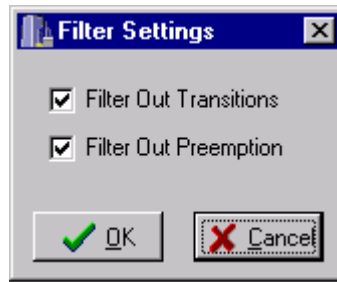 Filter Settings
Filter Out Transitions
Filter Out Preemption
OK Cancel